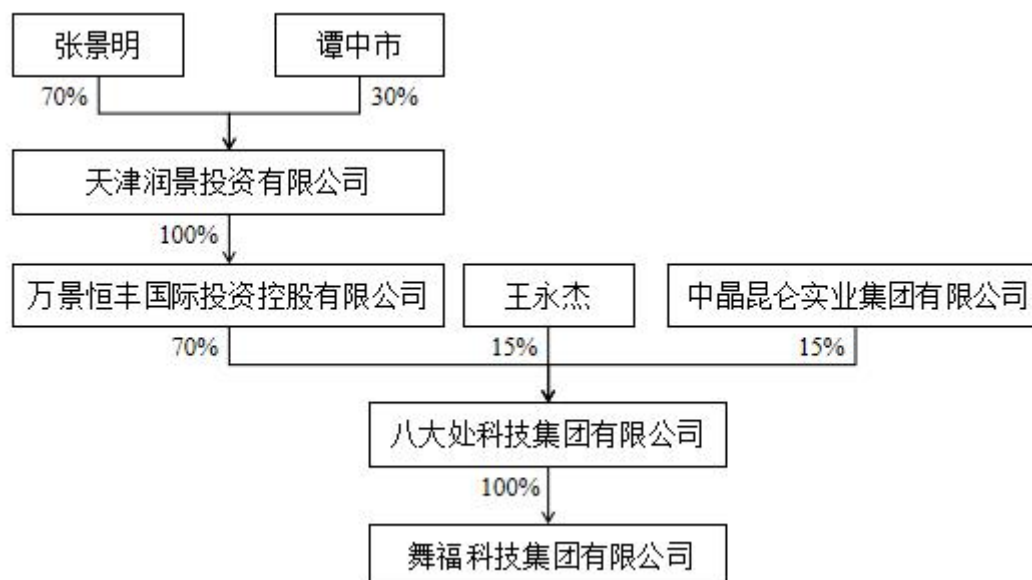 张景明
谭中市
70%
30%
天津润景投资有限公司
100%
万景恒丰国际投资控股有限公司
王永杰
中晶昆仑实业集团有限公司
70%
15%
15%
八大处科技集团有限公司
100%
舞福科技集团有限公司